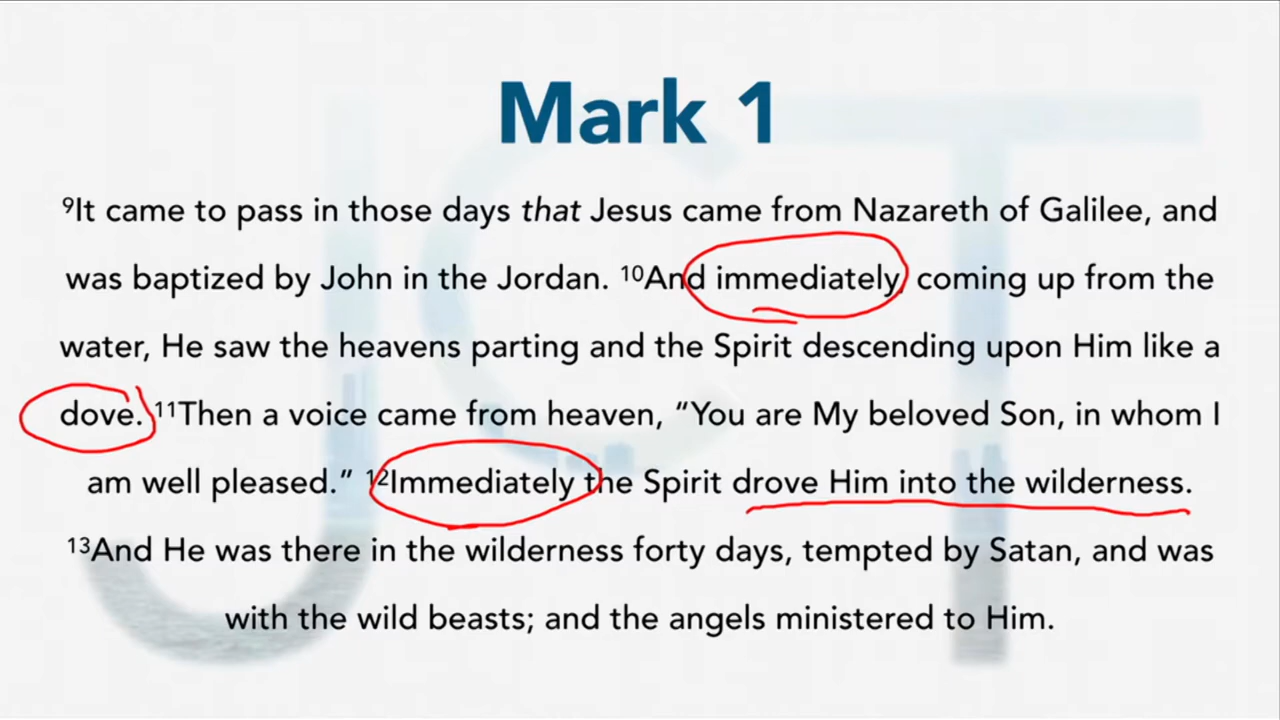 Mark 1
⁹It came to pass in those days that Jesus came from Nazareth of Galilee, and
was baptized by John in the Jordan. ¹⁰And immediately, coming up from the
water, He saw the heavens parting and the Spirit descending upon Him like a
dove. ¹¹Then a voice came from heaven, “You are My beloved Son, in whom I
am well pleased.” ¹²Immediately the Spirit drove Him into the wilderness.
¹³And He was there in the wilderness forty days, tempted by Satan, and was
with the wild beasts; and the angels ministered to Him.
JCT